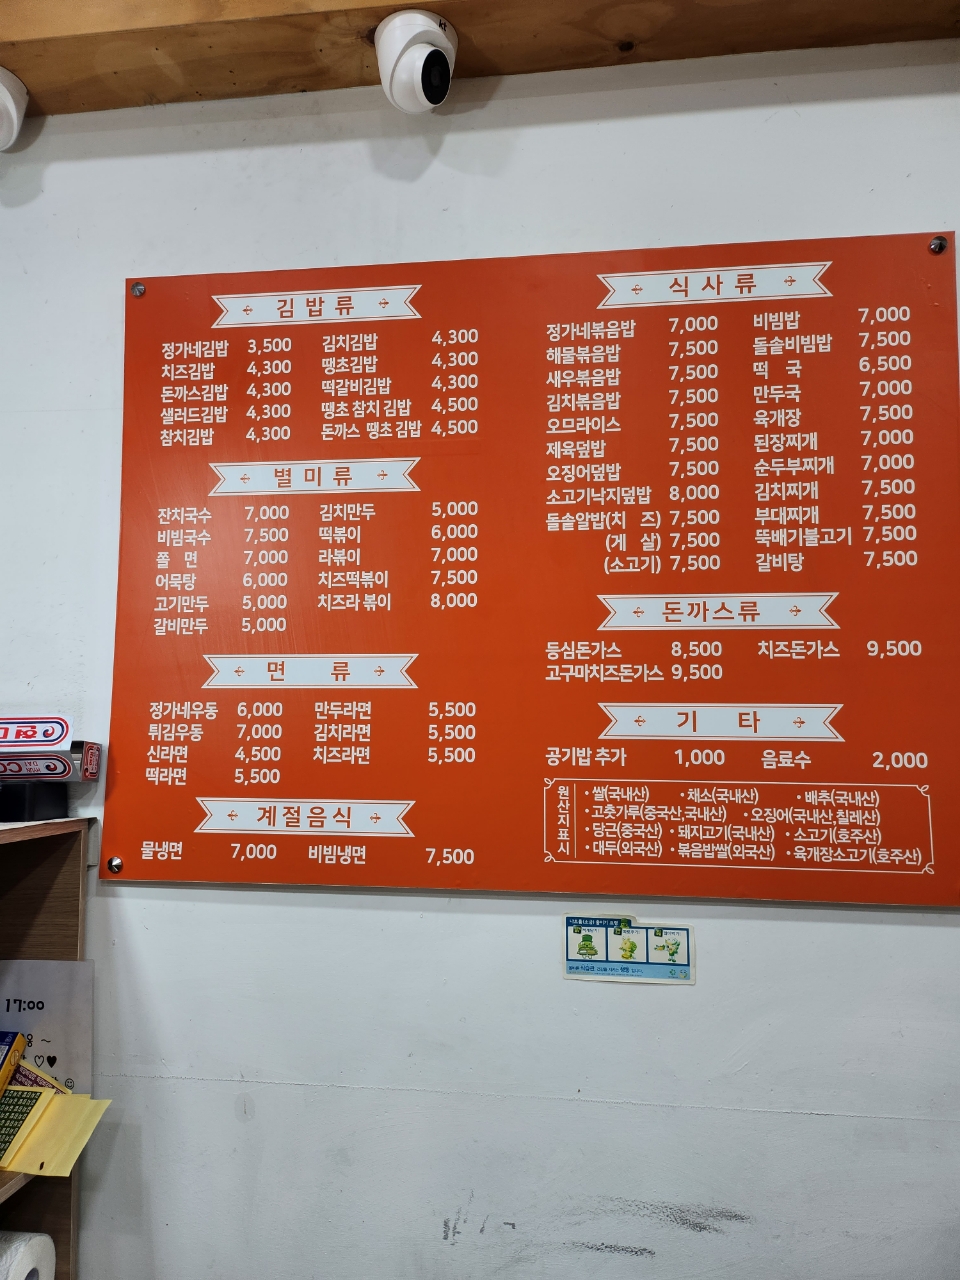 kt
김밥류
정가네김밥 3,500 김치김밥 4,300
치즈김밥 4,300 땡초김밥 4,300
돈까스김밥 4,300 떡갈비김밥 4,300
샐러드김밥 4,300 땡초 참치 김밥 4,500
참치김밥 4,300 돈까스 땡초 김밥 4,500
별미류
잔치국수 7,000 김치만두 5,000
비빔국수 7,500 떡볶이 6,000
쫄 면 7,000 라볶이 7,000
어묵탕 6,000 치즈떡볶이 7,500
고기만두 5,000 치즈라 볶이 8,000
갈비만두 5,000
면 류
정가네우동 6,000 만두라면 5,500
튀김우동 7,000 김치라면 5,500
신라면 4,500 치즈라면 5,500
떡라면 5,500
계절음식
물냉면 7,000 비빔냉면 7,500
식사류
정가네볶음밥 7,000 비빔밥 7,000
해물볶음밥 7,500 돌솥비빔밥 7,500
새우볶음밥 7,500 떡 국 6,500
김치볶음밥 7,500 만두국 7,000
오므라이스 7,500 육개장 7,500
제육덮밥 7,500 된장찌개 7,000
오징어덮밥 7,500 순두부찌개 7,000
소고기낙지덮밥 8,000 김치찌개 7,500
돌솥알밥(치 즈) 7,500 부대찌개 7,500
(게 살) 7,500 뚝배기불고기 7,500
(소고기) 7,500 갈비탕 7,500
돈까스류
등심돈가스 8,500 치즈돈가스 9,500
고구마치즈돈가스 9,500
기 타
공기밥 추가 1,000 음료수 2,000
원산지표시
·쌀(국내산) ·채소(국내산) ·배추(국내산)
·고춧가루(중국산,국내산) ·오징어(국내산,칠레산)
·당근(중국산) ·돼지고기(국내산) ·소고기(호주산)
·대두(외국산) ·볶음밥쌀(외국산) ·육개장소고기(호주산)
17:00